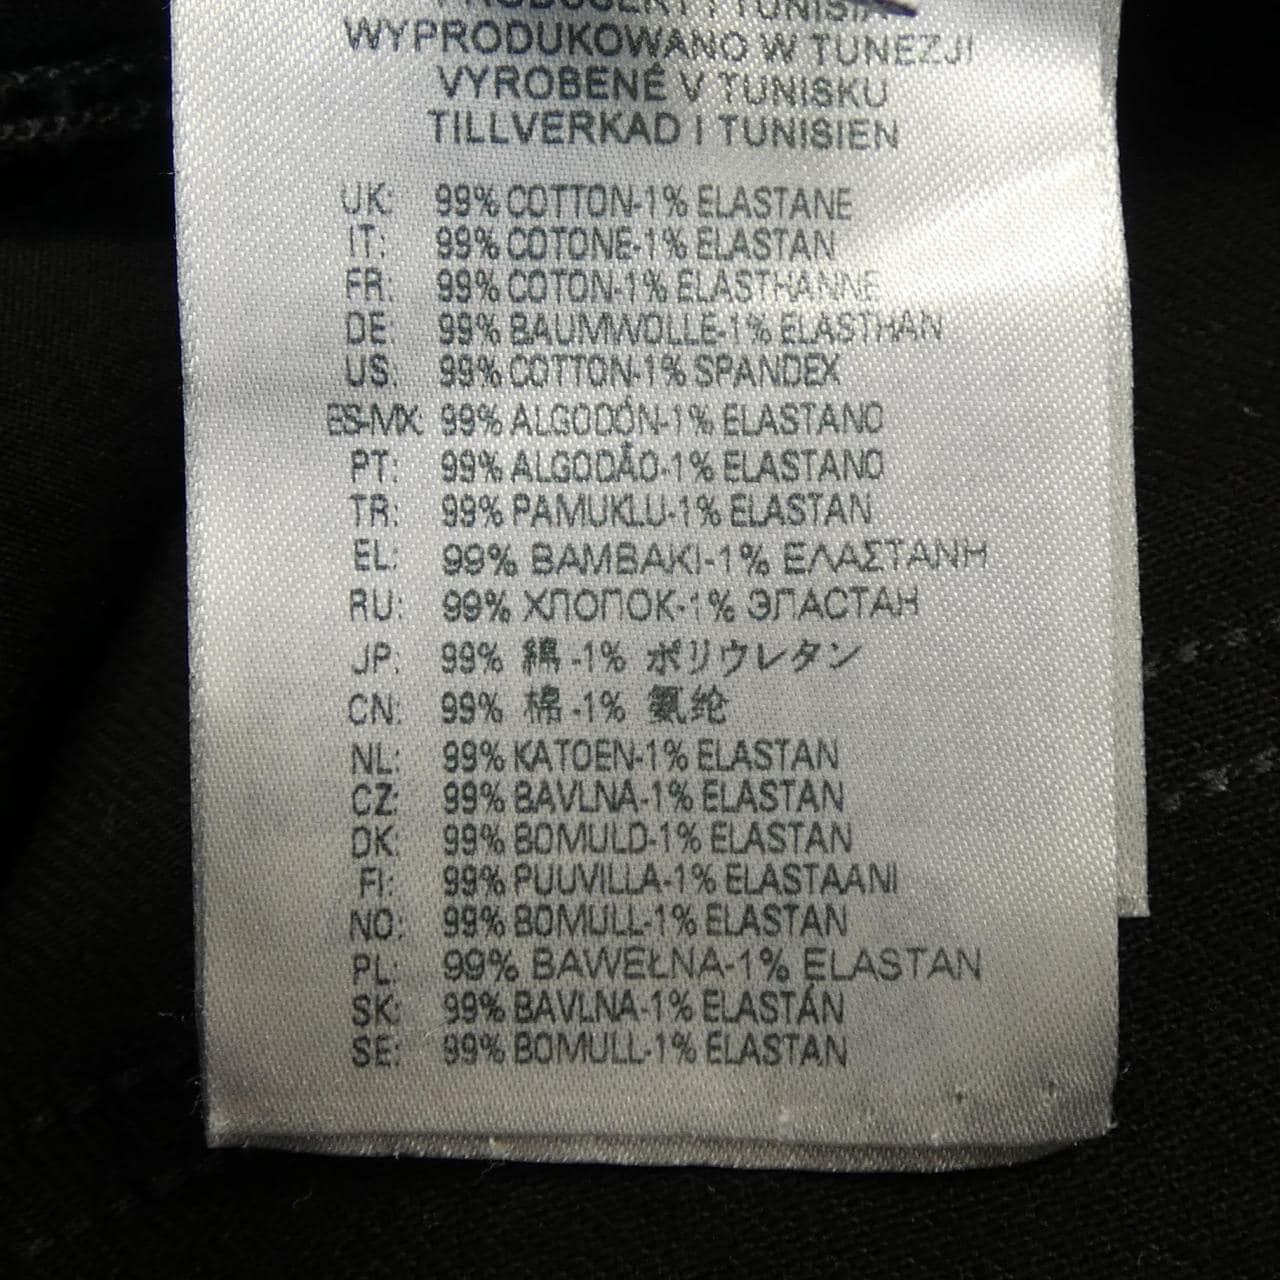 PRODUSERT I TUNISIA
WYPRODUKOWANO W TUNEZJI
VYROBENÉ V TUNISKU
TILLVERKAD I TUNISIEN
UK: 99% COTTON-1% ELASTANE
IT: 99% COTONE-1% ELASTAN
FR: 99% COTON-1% ELASTHANNE
DE: 99% BAUMWOLLE-1% ELASTHAN
US: 99% COTTON-1% SPANDEX
ES-MX: 99% ALGODÓN-1% ELASTANO
PT: 99% ALGODÃO-1% ELASTANO
TR: 99% PAMUKLU-1% ELASTAN
EL: 99% ΒΑΜΒΑΚΙ-1% ΕΛΑΣΤΑΝΗ
RU: 99% ХЛОПОК-1% ЭЛАСТАН
JP: 99% 綿 -1% ポリウレタン
CN: 99% 棉 -1% 氨纶
NL: 99% KATOEN-1% ELASTAN
CZ: 99% BAVLNA-1% ELASTAN
DK: 99% BOMULD-1% ELASTAN
FI: 99% PUUVILLA-1% ELASTAANI
NO: 99% BOMULL-1% ELASTAN
PL: 99% BAWEŁNA-1% ELASTAN
SK: 99% BAVLNA-1% ELASTÁN
SE: 99% BOMULL-1% ELASTAN